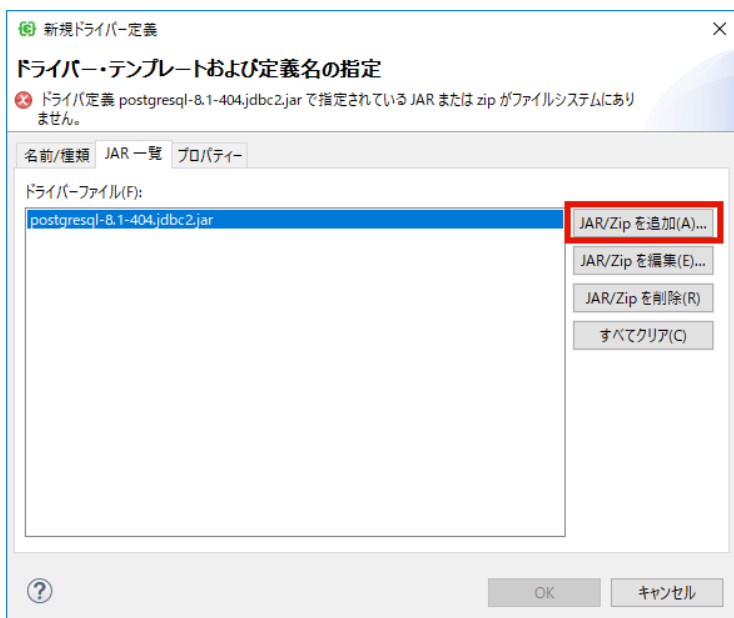 新規ドライバー定義
ドライバー・テンプレートおよび定義名の指定
ドライバ定義 postgresql-8.1-404.jdbc2.jar で指定されている JAR または zip がファイルシステムにあり
ません。
名前/種類 JAR 一覧 プロパティー
ドライバーファイル(F):
postgresql-8.1-404.jdbc2.jar
JAR/Zip を追加(A)...
JAR/Zip を編集(E)...
JAR/Zip を削除(R)
すべてクリア(C)
OK キャンセル